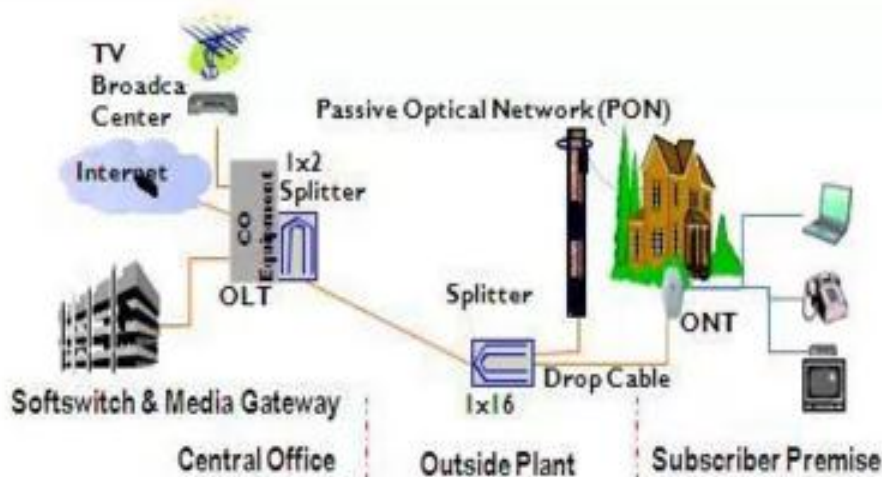 TV
Broadca
Center
Passive Optical Network (PON)
Internet
1x2
Splitter
CO
Equipment
OLT
Splitter
ONT
Drop Cable
1x16
Softswitch & Media Gateway
Central Office
Outside Plant
Subscriber Premise